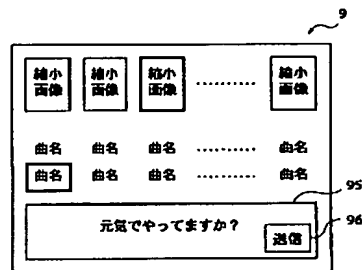 9
縮小 縮小 縮小 ……… 縮小
画像 画像 画像 画像
曲名 曲名 曲名 ……… 曲名
曲名 曲名 曲名 ……… 曲名
95
元気でやってますか？
96
送信